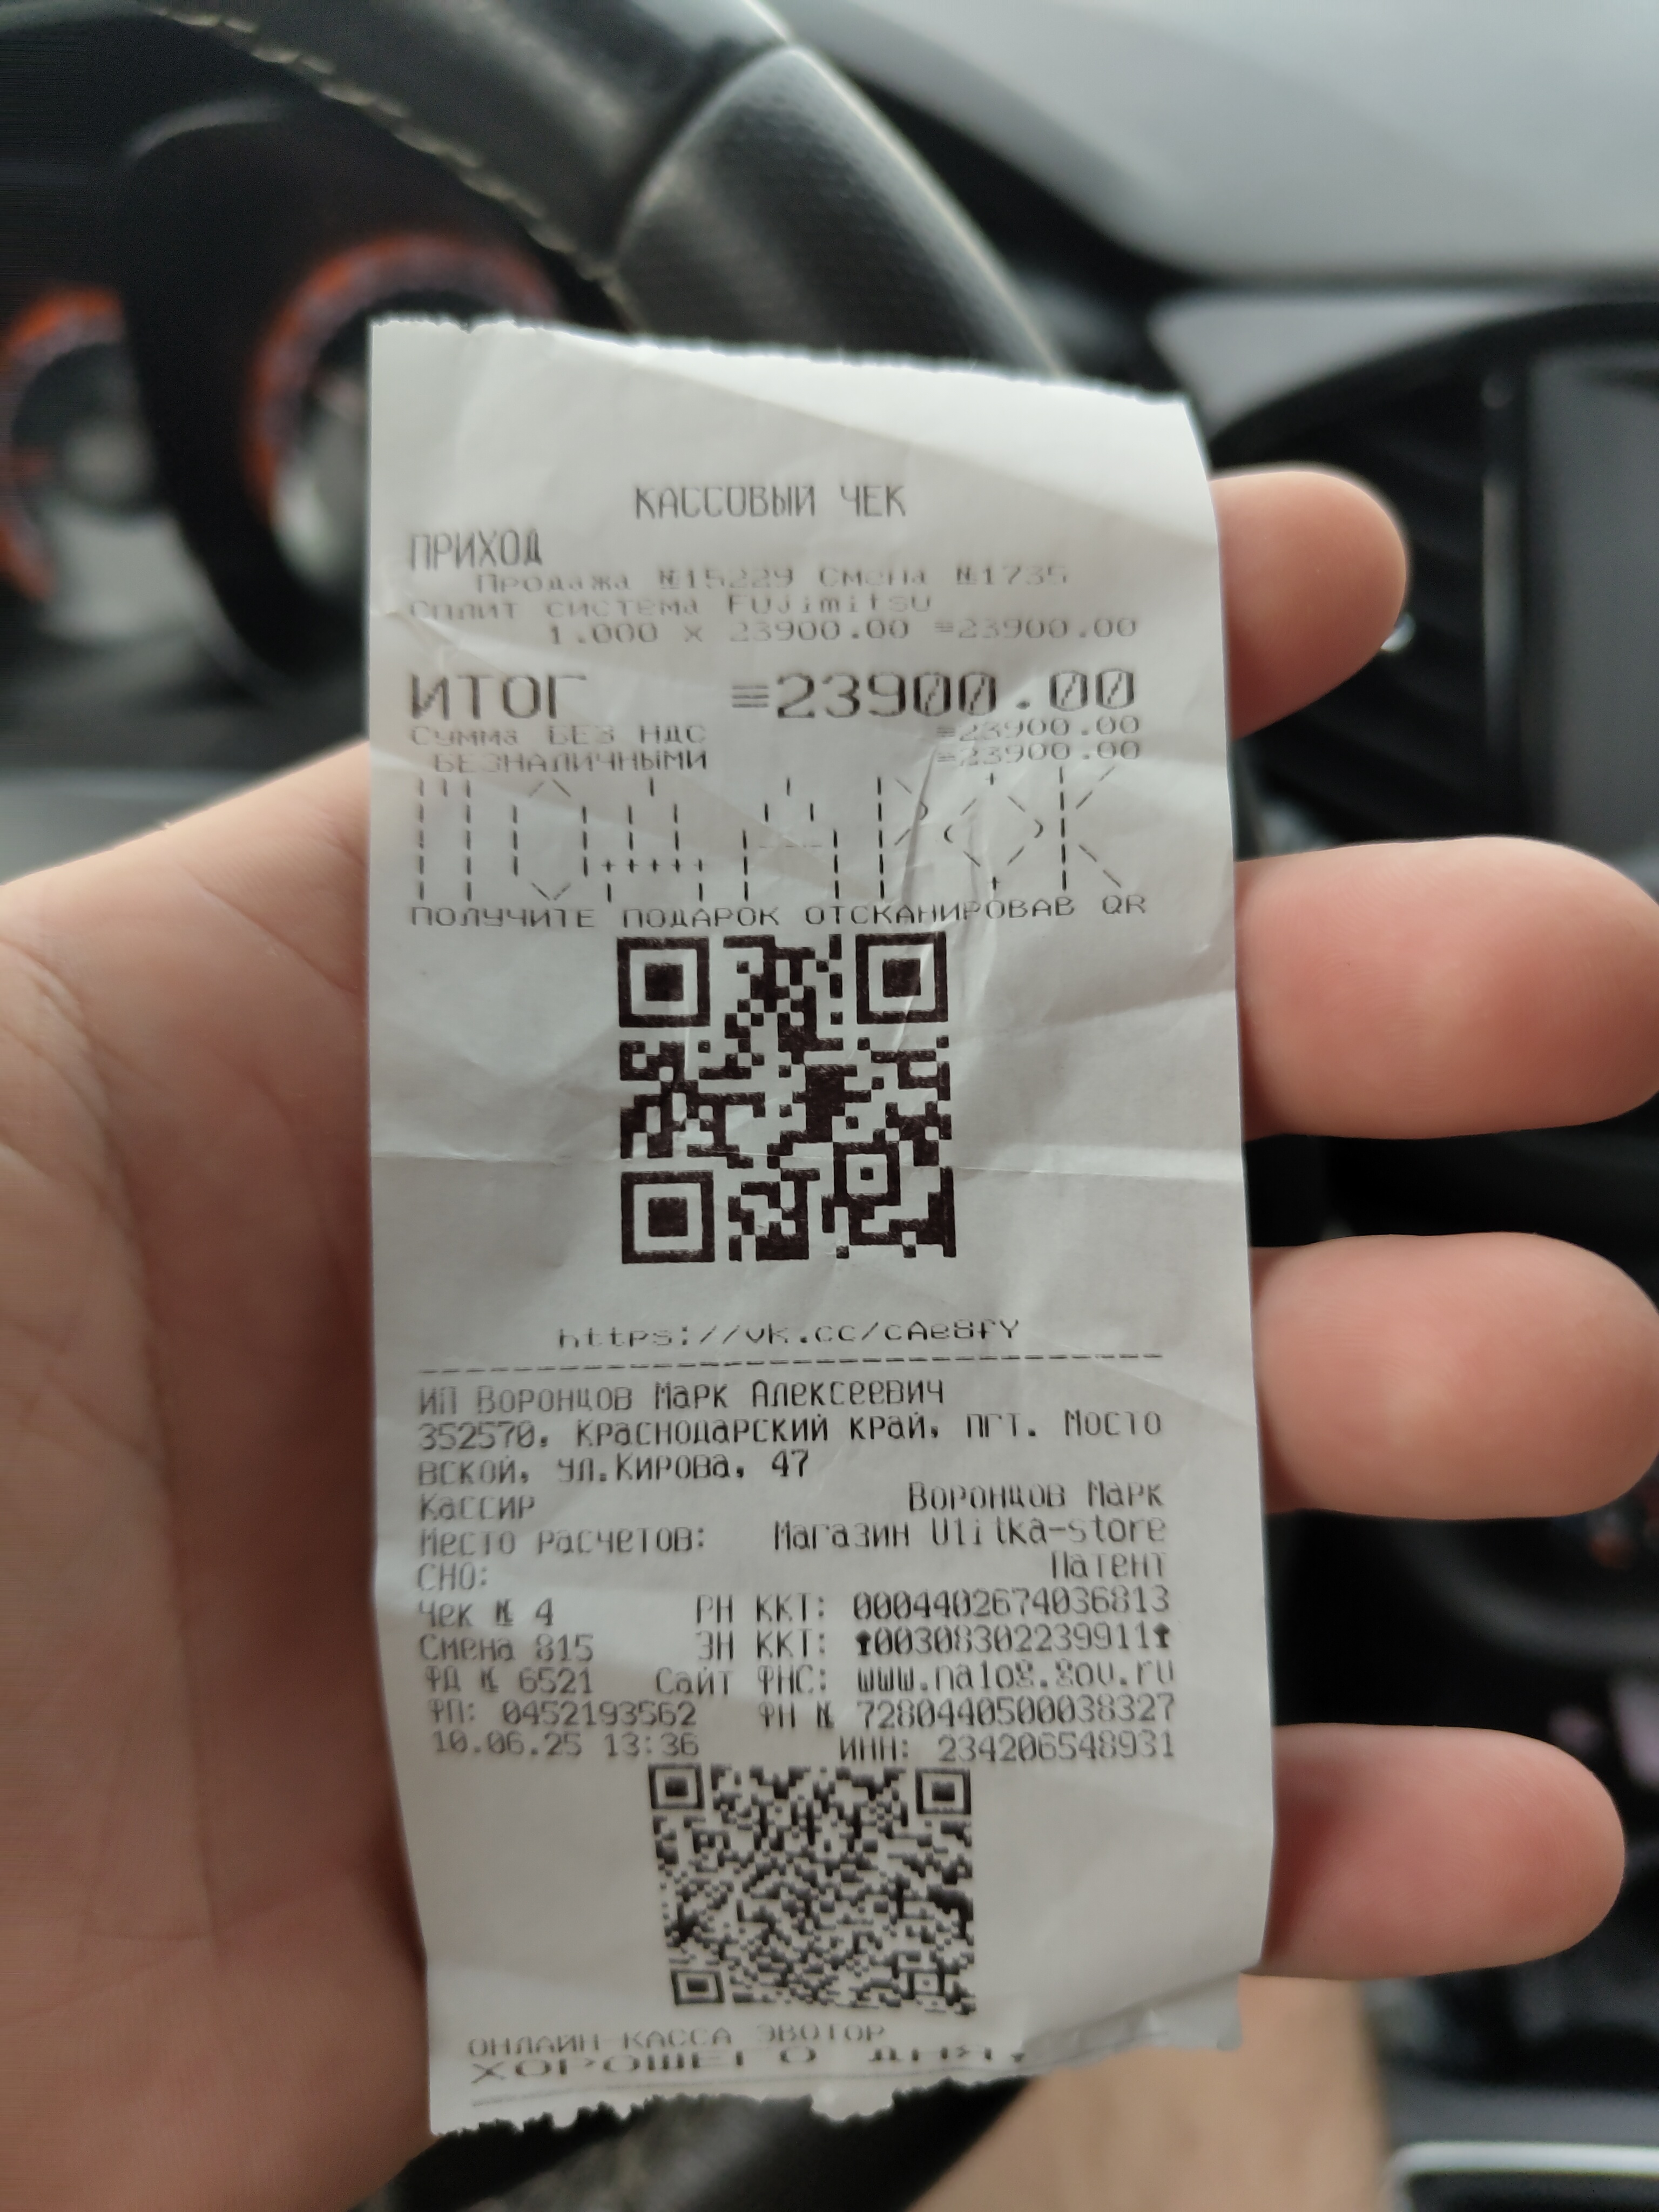 КАССОВЫЙ ЧЕК
ПРИХОД
Продажа №15229 Смена №1735
Сплит система FUJimitsu
1.000 x 23900.00 =23900.00
ИТОГ =23900.00
Сумма БЕЗ НДС =23900.00
БЕЗНАЛИЧНЫМИ =23900.00
ПОЛУЧИТЕ ПОДАРОК ОТСКАНИРОВАВ QR
https://vk.cc/cAe8fY
ИП Воронцов Марк Алексеевич
352570, Краснодарский край, пгт. Мосто
вской, ул.Кирова, 47
Кассир Воронцов Марк
Место расчетов: Магазин Ulitka-store
СНО: Патент
Чек № 4 РН ККТ: 0004402674036813
Смена 815 ЗН ККТ: 00308302239911
ФД № 6521 Сайт ФНС: www.nalog.gov.ru
ФП: 0452193562 ФН № 7280440500038327
10.06.25 13:36 ИНН: 234206548931
ОНЛАЙН-КАССА ЭВОТОР
ХОРОШЕГО ДНЯ!